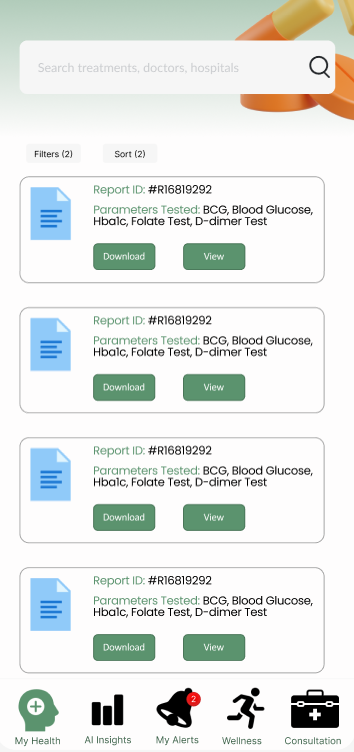 Search treatments, doctors, hospitals
Filters (2)
Sort (2)
Report ID: #R16819292
Parameters Tested: BCG, Blood Glucose,
Hba1c, Folate Test, D-dimer Test
Download
View
Report ID: #R16819292
Parameters Tested: BCG, Blood Glucose,
Hba1c, Folate Test, D-dimer Test
Download
View
Report ID: #R16819292
Parameters Tested: BCG, Blood Glucose,
Hba1c, Folate Test, D-dimer Test
Download
View
Report ID: #R16819292
Parameters Tested: BCG, Blood Glucose,
Hba1c, Folate Test, D-dimer Test
Download
View
2
My Health
AI Insights
My Alerts
Wellness
Consultation